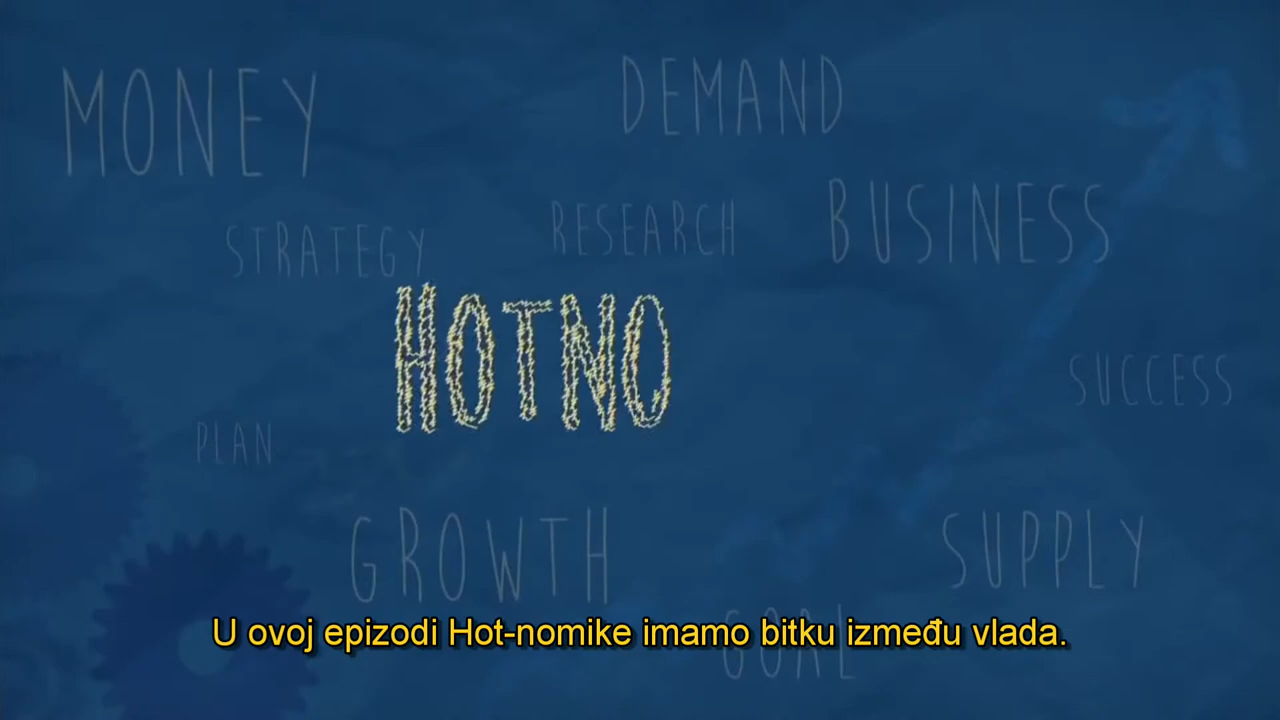 MONEY
DEMAND
BUSINESS
STRATEGY
RESEARCH
HOTNO
SUCCESS
PLAN
GROWTH
SUPPLY
GOAL
U ovoj epizodi Hot-nomike imamo bitku između vlada.